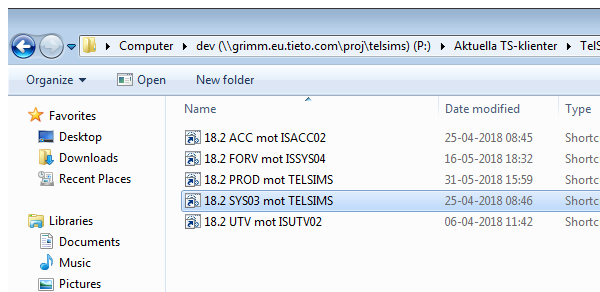 Computer dev (\\grimm.eu.tieto.com\proj\telsims) (P:) Aktuella TS-klienter TelS
Organize Open New folder
Favorites
Desktop
Downloads
Recent Places
Libraries
Documents
Music
Pictures
Name Date modified Type
18.2 ACC mot ISACC02 25-04-2018 08:45 Shortc
18.2 FORV mot ISSYS04 16-05-2018 18:32 Shortc
18.2 PROD mot TELSIMS 31-05-2018 15:59 Shortc
18.2 SYS03 mot TELSIMS 25-04-2018 08:46 Shortc
18.2 UTV mot ISUTV02 06-04-2018 11:42 Shortc